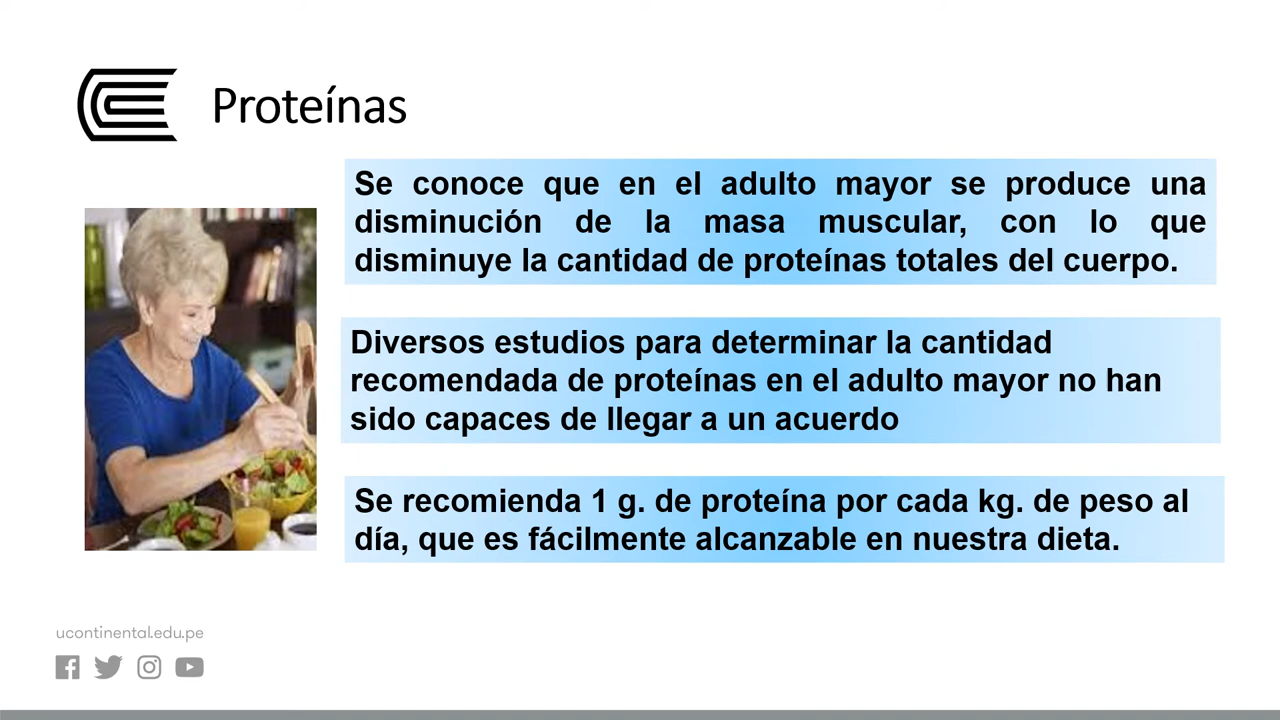 Proteínas
Se conoce que en el adulto mayor se produce una
disminución de la masa muscular, con lo que
disminuye la cantidad de proteínas totales del cuerpo.
Diversos estudios para determinar la cantidad
recomendada de proteínas en el adulto mayor no han
sido capaces de llegar a un acuerdo
Se recomienda 1 g. de proteína por cada kg. de peso al
día, que es fácilmente alcanzable en nuestra dieta.
ucontinental.edu.pe